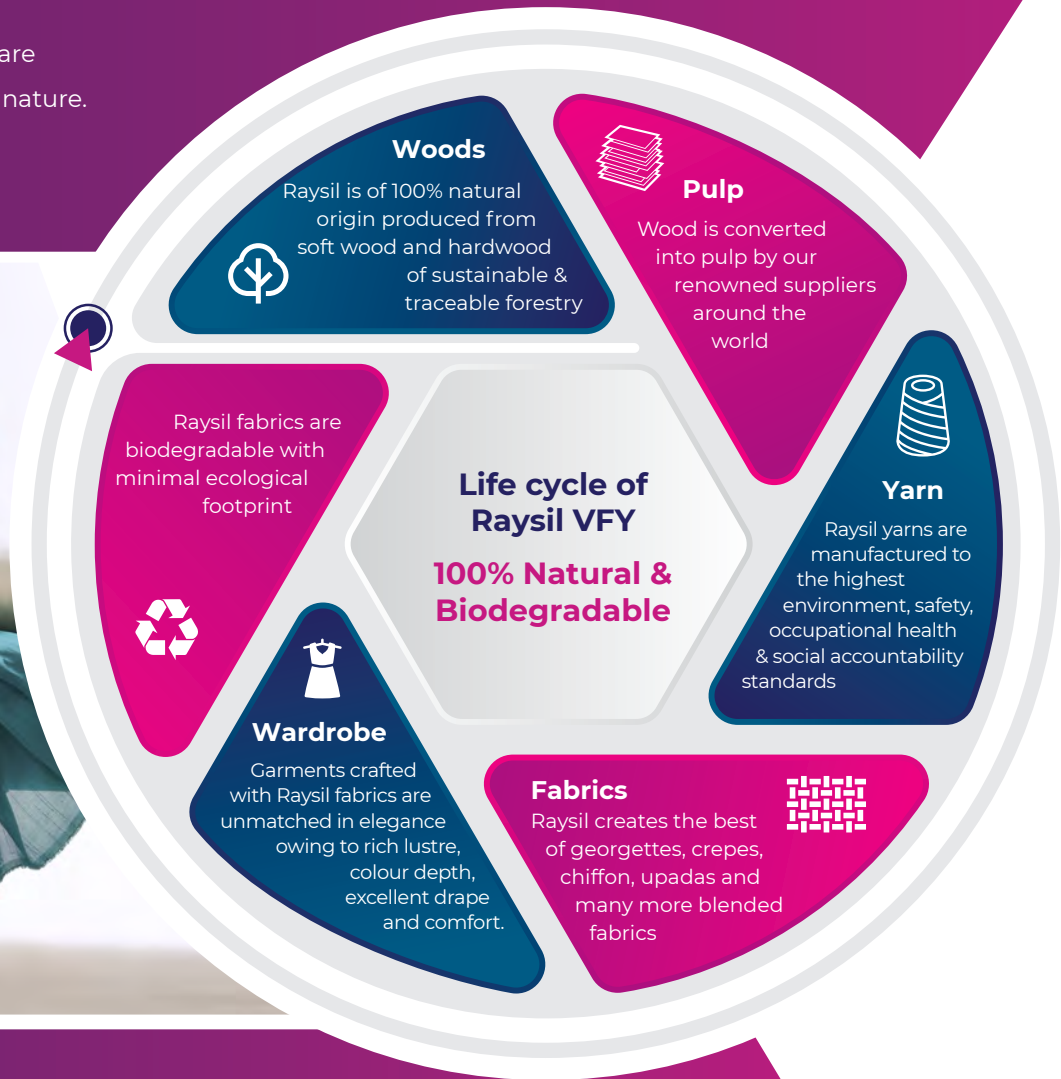 are
nature.
Woods
Raysil is of 100% natural
origin produced from
soft wood and hardwood
of sustainable &
traceable forestry
Pulp
Wood is converted
into pulp by our
renowned suppliers
around the
world
Yarn
Raysil yarns are
manufactured to
the highest
environment, safety,
occupational health
& social accountability
standards
Fabrics
Raysil creates the best
of georgettes, crepes,
chiffon, upadas and
many more blended
fabrics
Wardrobe
Garments crafted
with Raysil fabrics are
unmatched in elegance
owing to rich lustre,
colour depth,
excellent drape
and comfort.
Raysil fabrics are
biodegradable with
minimal ecological
footprint
Life cycle of
Raysil VFY
100% Natural &
Biodegradable